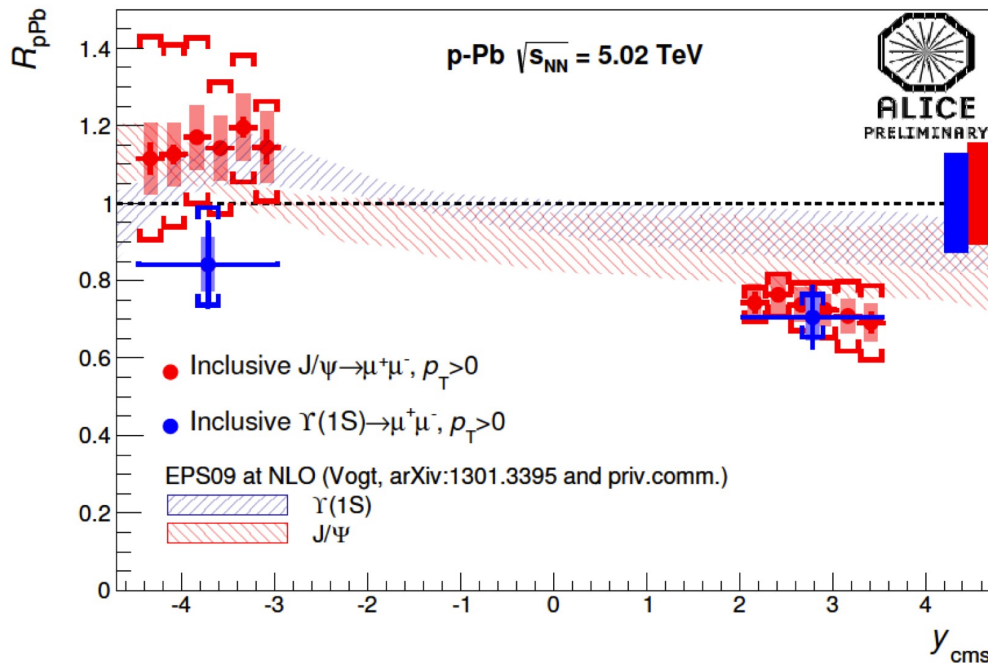 R_pPb
1.4
1.2
1
0.8
0.6
0.4
0.2
0
p-Pb √s_NN = 5.02 TeV
ALICE
PRELIMINARY
Inclusive J/ψ→μ⁺μ⁻, p_T>0
Inclusive ϒ(1S)→μ⁺μ⁻, p_T>0
EPS09 at NLO (Vogt, arXiv:1301.3395 and priv.comm.)
ϒ(1S)
J/Ψ
-4 -3 -2 -1 0 1 2 3 4
y_cms